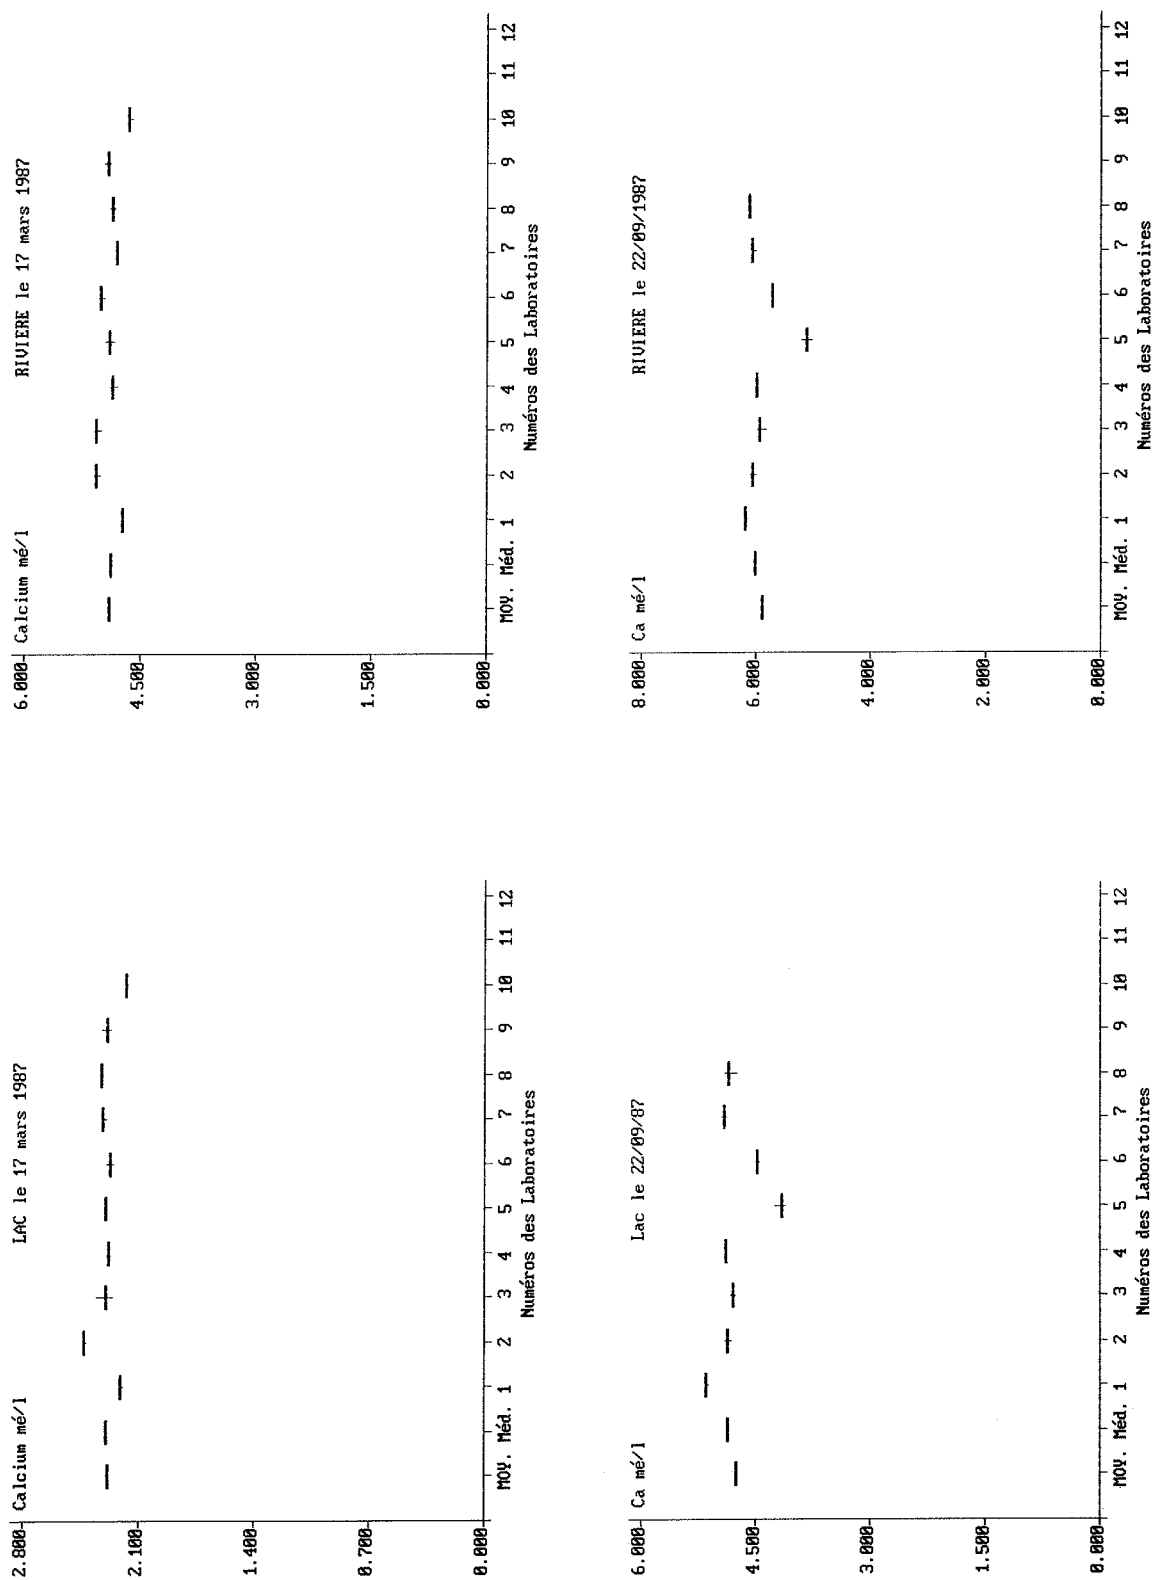 Calcium mé/l
LAC le 17 mars 1987
2.800
2.100
1.400
0.700
0.000
MOY. Méd. 1 2 3 4 5 6 7 8 9 10 11 12
Numéros des Laboratoires
Calcium mé/l
RIVIERE le 17 mars 1987
6.000
4.500
3.000
1.500
0.000
MOY. Méd. 1 2 3 4 5 6 7 8 9 10 11 12
Numéros des Laboratoires
Ca mé/l
Lac le 22/09/87
6.000
4.500
3.000
1.500
0.000
MOY. Méd. 1 2 3 4 5 6 7 8 9 10 11 12
Numéros des Laboratoires
Ca mé/l
RIVIERE le 22/09/1987
8.000
6.000
4.000
2.000
0.000
MOY. Méd. 1 2 3 4 5 6 7 8 9 10 11 12
Numéros des Laboratoires